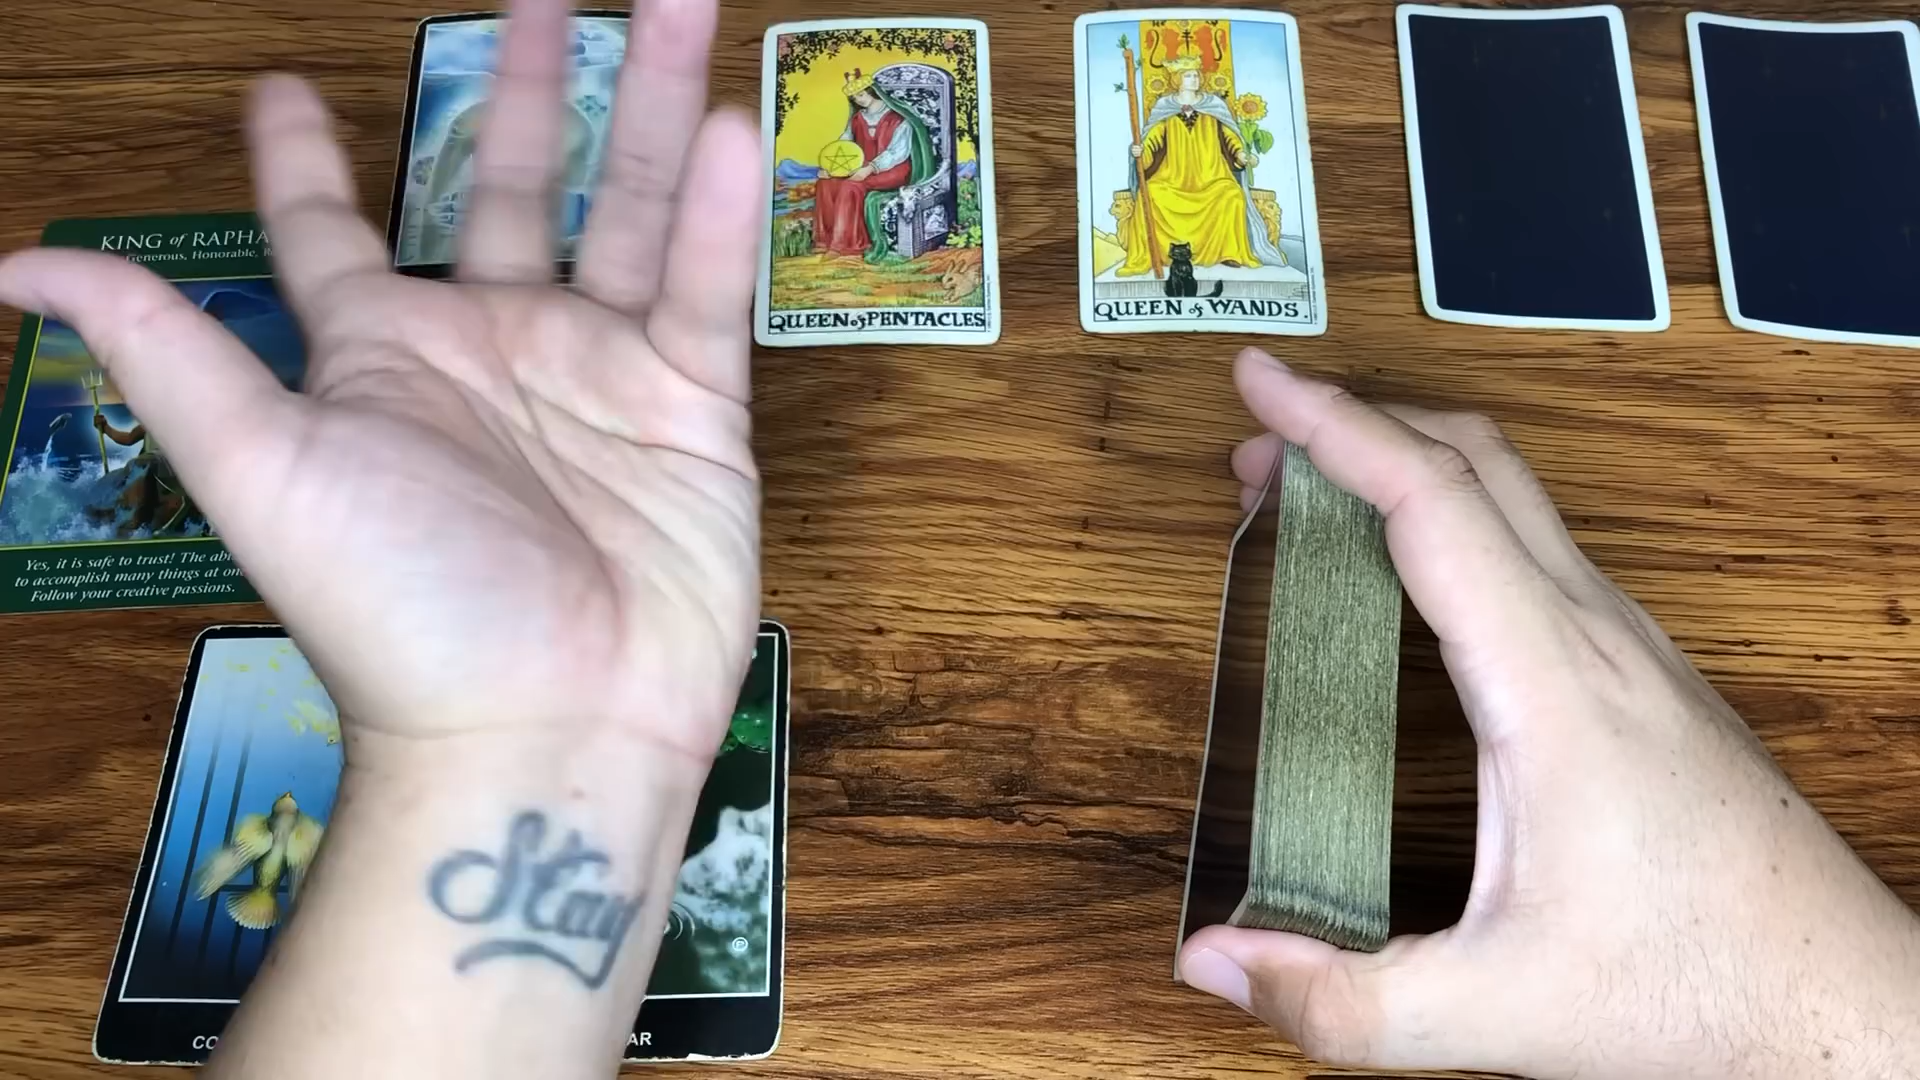 KING of RAPHA
Generous, Honorable,
Yes, it is safe to trust! The
to accomplish many things at
Follow your creative passions.
QUEEN of PENTACLES
QUEEN of WANDS.
Stay
CO
AR